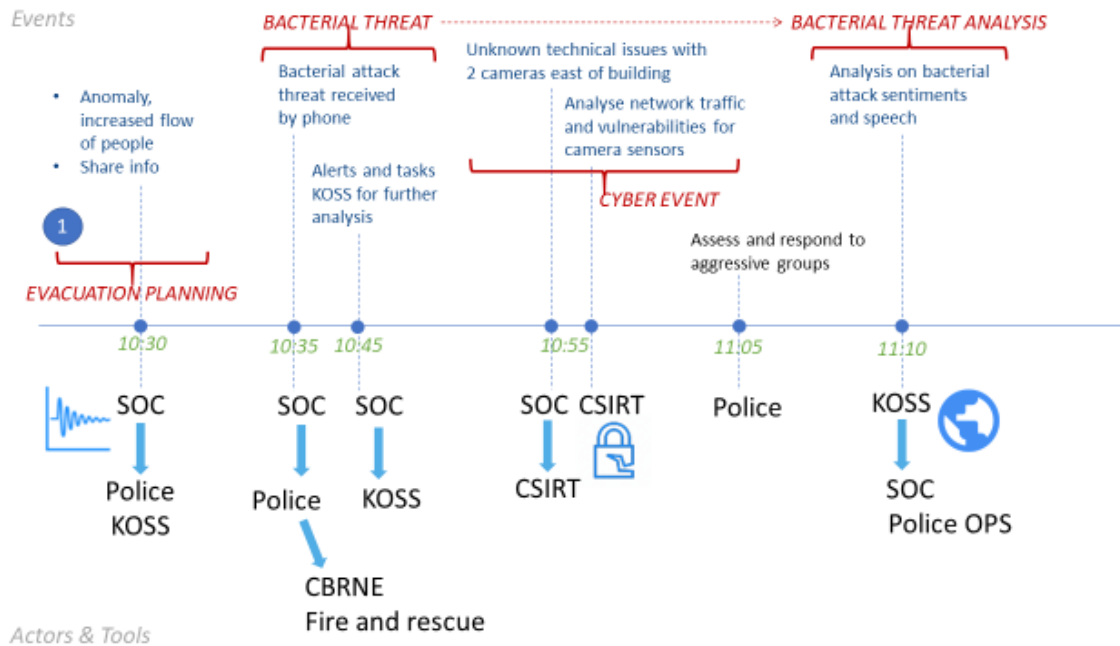 Events
BACTERIAL THREAT
BACTERIAL THREAT ANALYSIS
• Anomaly,
increased flow
of people
• Share info
Bacterial attack
threat received
by phone
Alerts and tasks
KOSS for further
analysis
Unknown technical issues with
2 cameras east of building
Analyse network traffic
and vulnerabilities for
camera sensors
CYBER EVENT
Assess and respond to
aggressive groups
Analysis on bacterial
attack sentiments
and speech
1
EVACUATION PLANNING
10:30
10:35
10:45
10:55
11:05
11:10
SOC
Police
KOSS
SOC
Police
CBRNE
Fire and rescue
SOC
KOSS
SOC
CSIRT
CSIRT
Police
KOSS
SOC
Police OPS
Actors & Tools